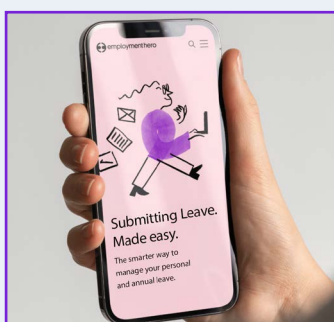 employmenthero
Submitting Leave.
Made easy.
The smarter way to
manage your personal
and annual leave.